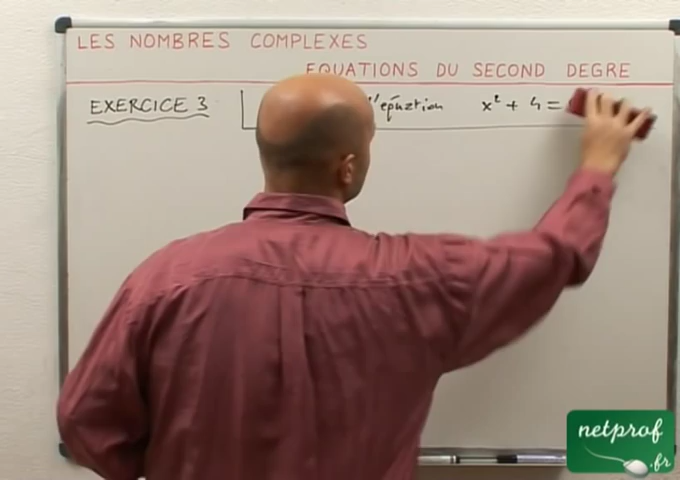 LES NOMBRES COMPLEXES
EQUATIONS DU SECOND DEGRE
EXERCICE 3 l'équation x² + 4 =
netprof
.fr